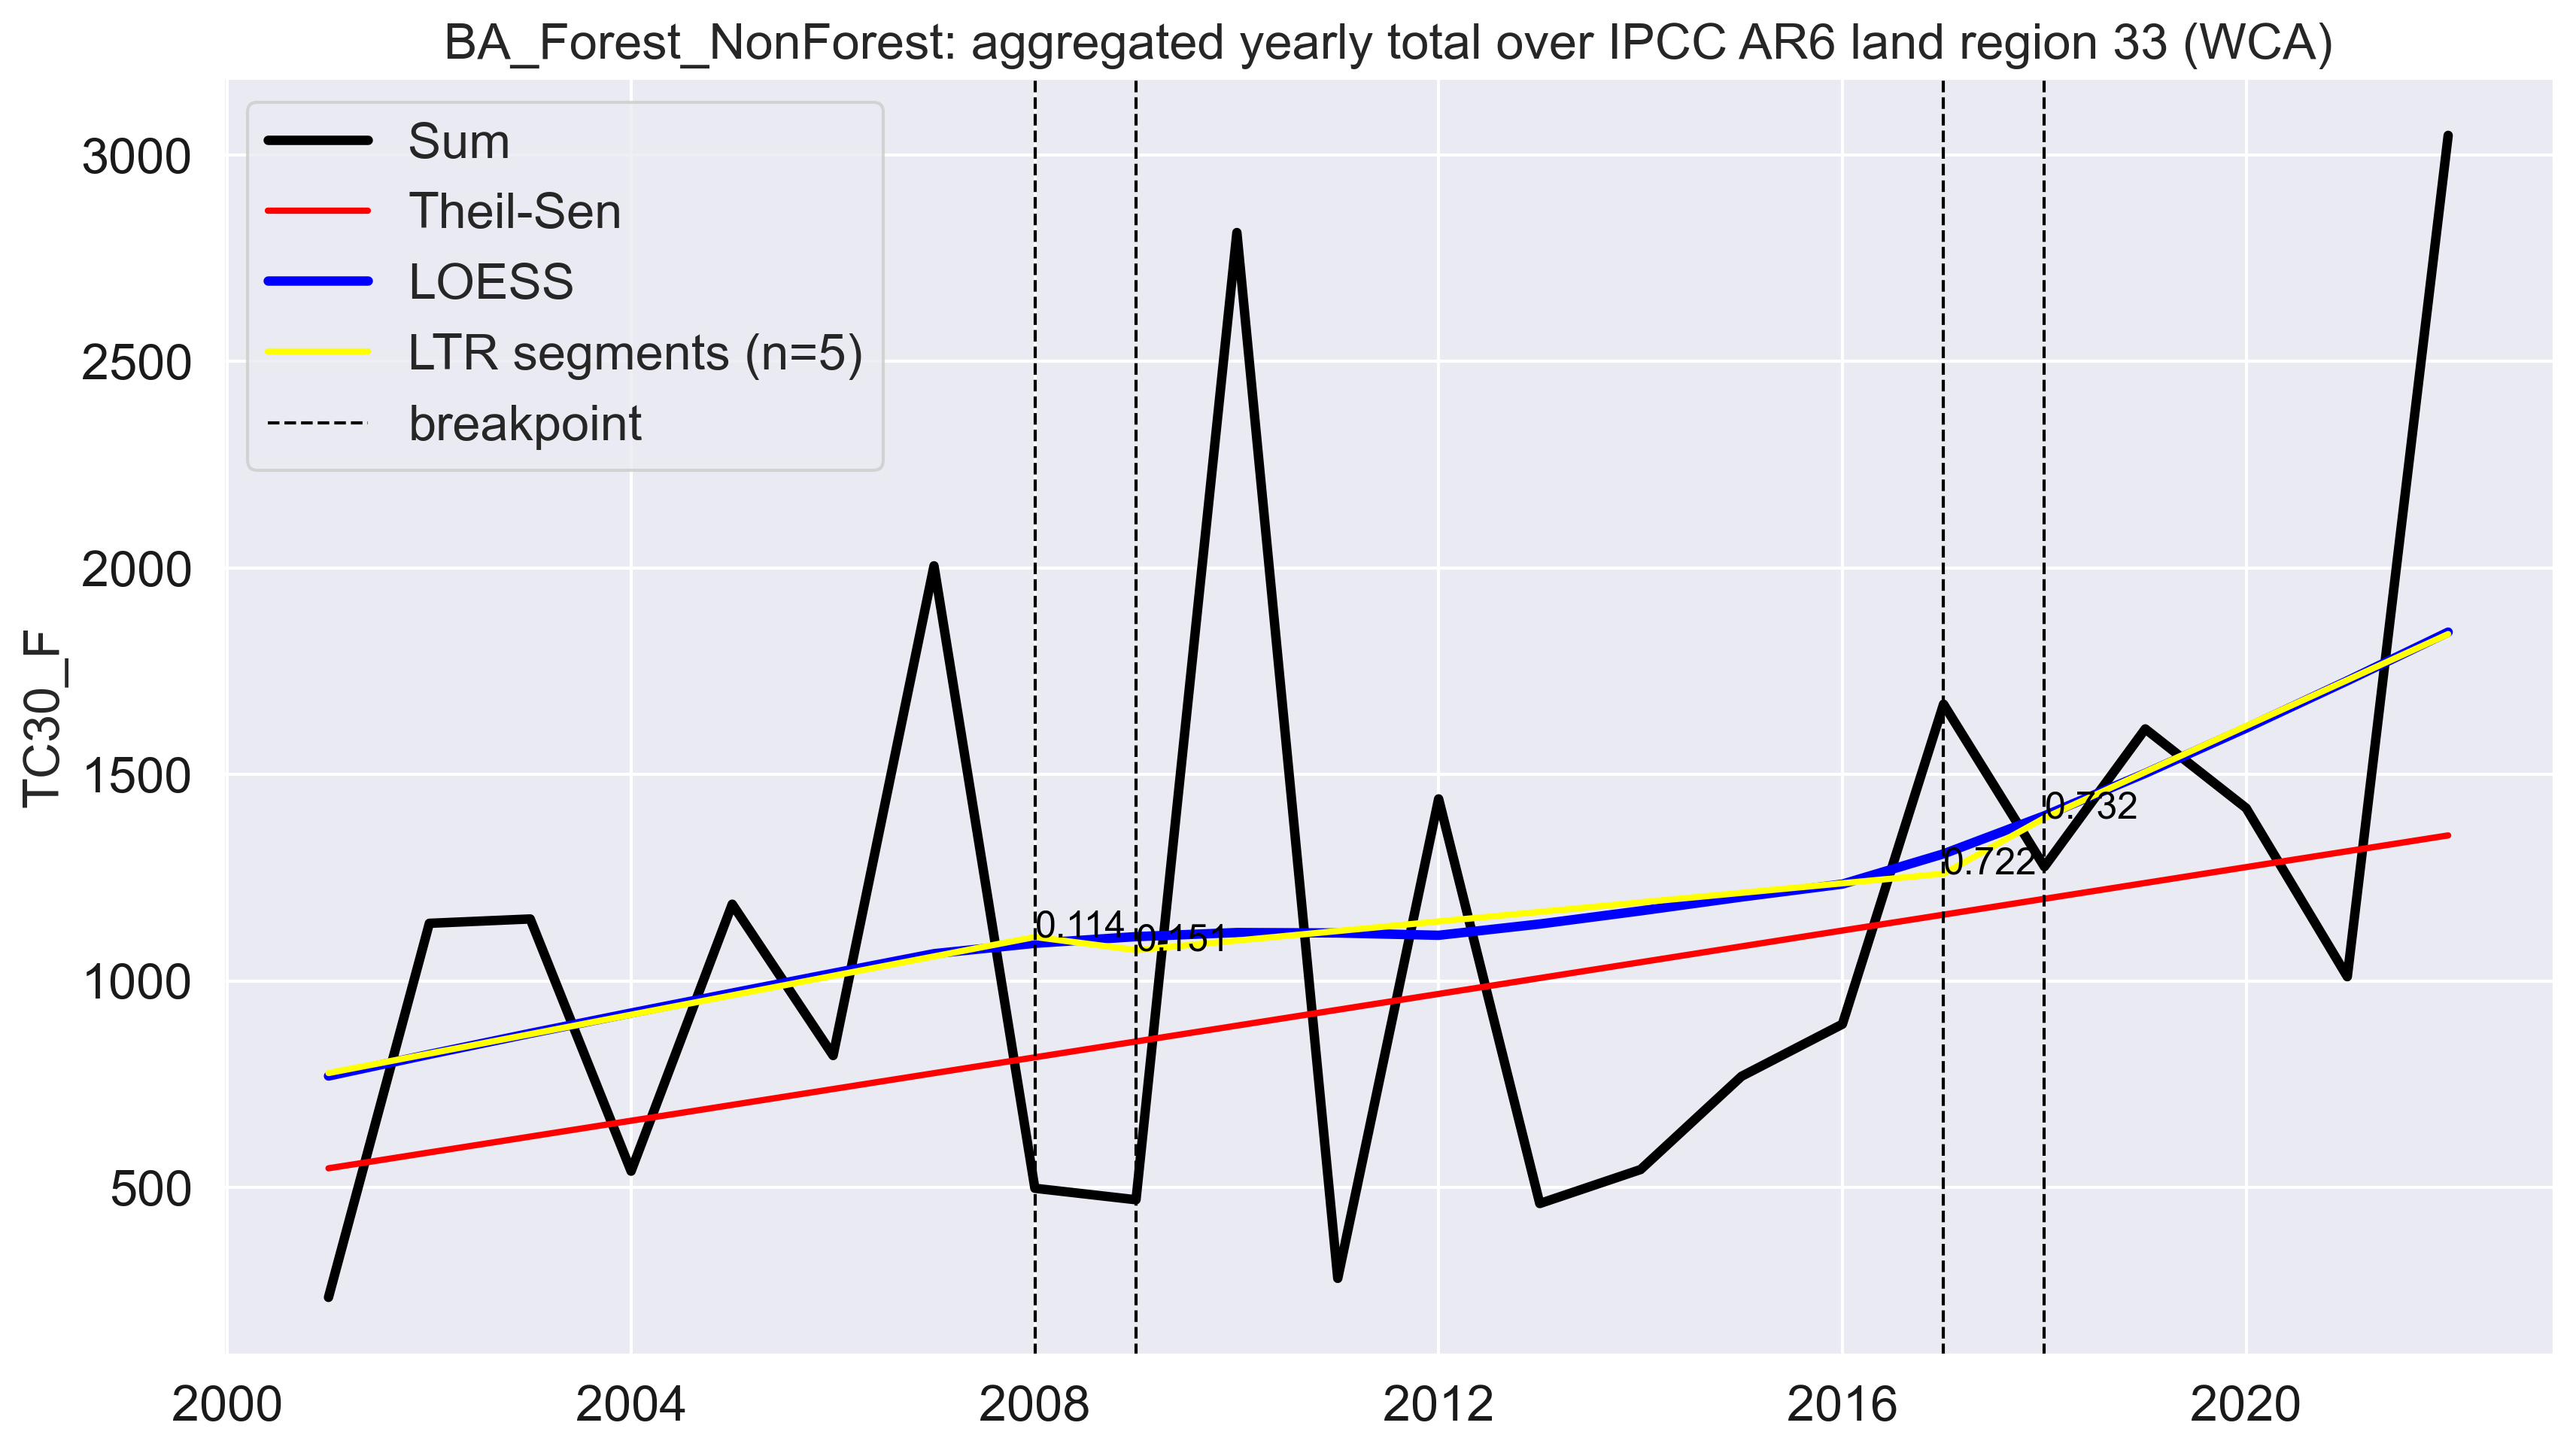 BA_Forest_NonForest: aggregated yearly total over IPCC AR6 land region 33 (WCA)
Sum
Theil-Sen
LOESS
LTR segments (n=5)
breakpoint
TC30_F
3000
2500
2000
1500
1000
500
0.114
0.151
0.722
0.732
2000
2004
2008
2012
2016
2020